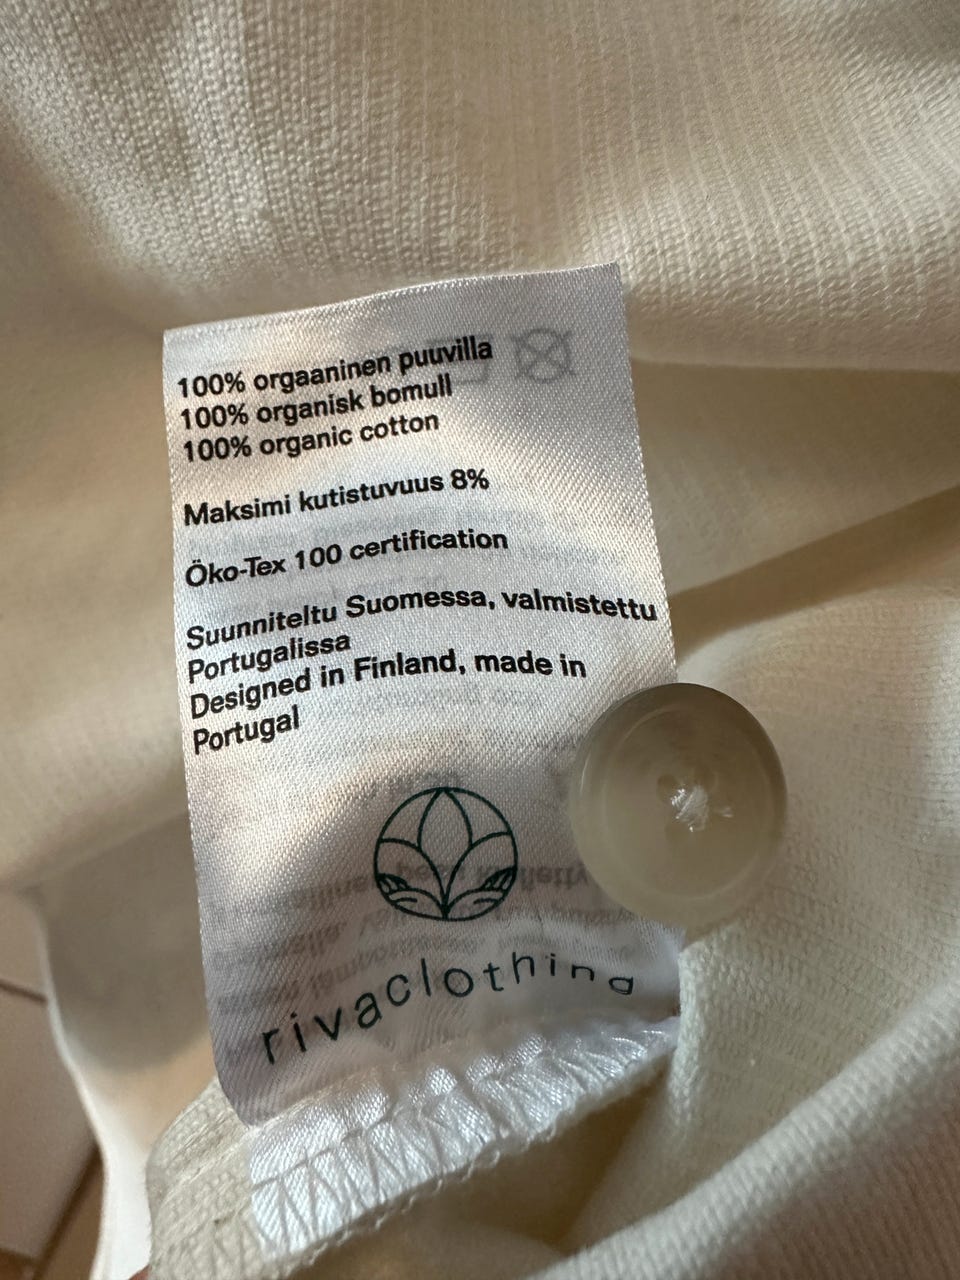 100% orgaaninen puuvilla
100% organisk bomull
100% organic cotton
Maksimi kutistuvuus 8%
Öko-Tex 100 certification
Suunniteltu Suomessa, valmistettu
Portugalissa
Designed in Finland, made in
Portugal
rivaclothing